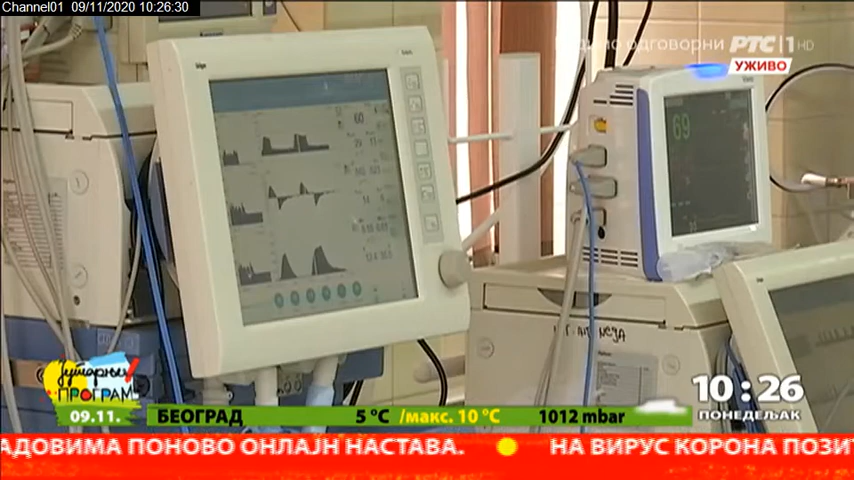 Channel01 09/11/2020 10:26:30
одговорни РТС|1 HD
УЖИВО
60
69
Јутарњи
ПРОГРАМ
09.11.
БЕОГРАД 5 °C /макс. 10 °C 1012 mbar
10:26
ПОНЕДЕЉАК
АДОВИМА ПОНОВО ОНЛАЈН НАСТАВА. НА ВИРУС КОРОНА ПОЗИТ